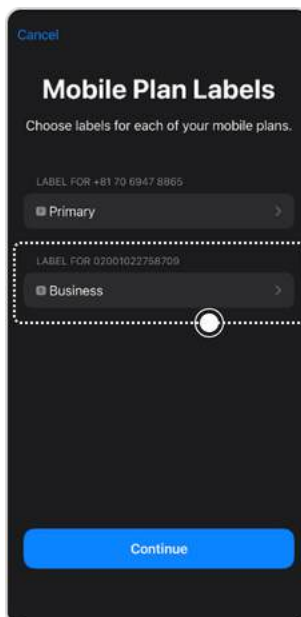 Cancel
Mobile Plan Labels
Choose labels for each of your mobile plans.
LABEL FOR +81 70 6947 8865
P Primary
LABEL FOR 02001022758709
Business
Continue